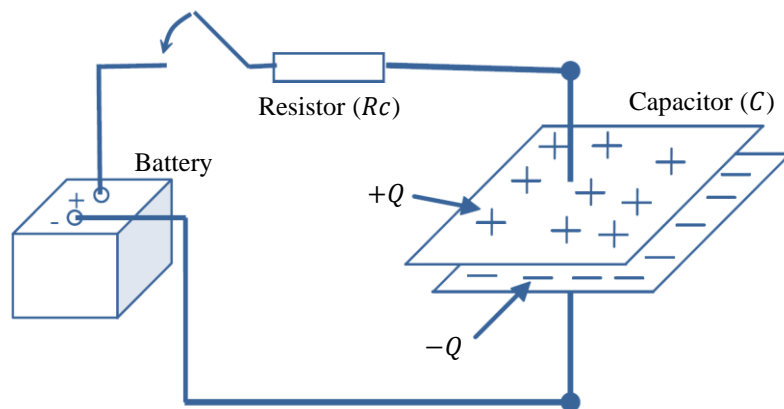 Resistor (Rc)
Capacitor (C)
Battery
+Q
+
-
−Q